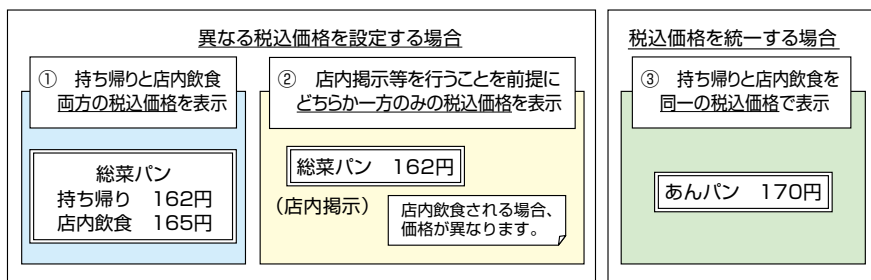 異なる税込価格を設定する場合
① 持ち帰りと店内飲食
両方の税込価格を表示
総菜パン
持ち帰り 162円
店内飲食 165円
② 店内掲示等を行うことを前提に
どちらか一方のみの税込価格を表示
総菜パン 162円
（店内掲示）
店内飲食される場合、
価格が異なります。
税込価格を統一する場合
③ 持ち帰りと店内飲食を
同一の税込価格で表示
あんパン 170円